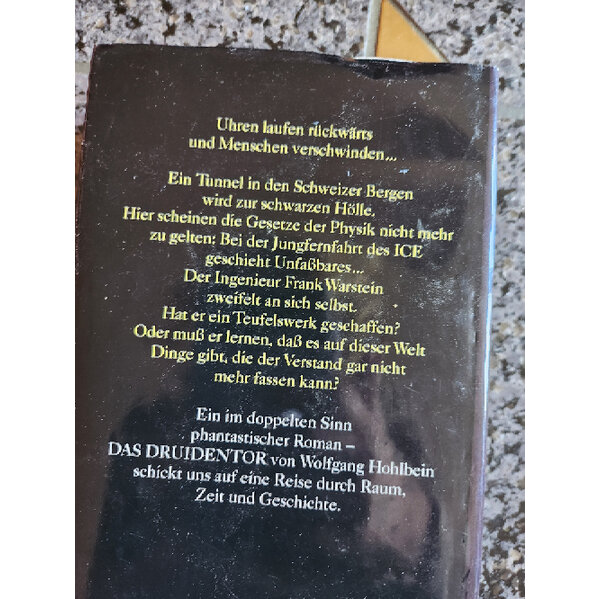 Uhren laufen rückwärts
und Menschen verschwinden...
Ein Tunnel in den Schweizer Bergen
wird zur schwarzen Hölle.
Hier scheinen die Gesetze der Physik nicht mehr
zu gelten: Bei der Jungfernfahrt des ICE
geschieht Unfaßbares...
Der Ingenieur Frank Warstein
zweifelt an sich selbst.
Hat er ein Teufelswerk geschaffen?
Oder muß er lernen, daß es auf dieser Welt
Dinge gibt, die der Verstand gar nicht
mehr fassen kann?
Ein im doppelten Sinn
phantastischer Roman –
DAS DRUIDENTOR von Wolfgang Hohlbein
schickt uns auf eine Reise durch Raum,
Zeit und Geschichte.